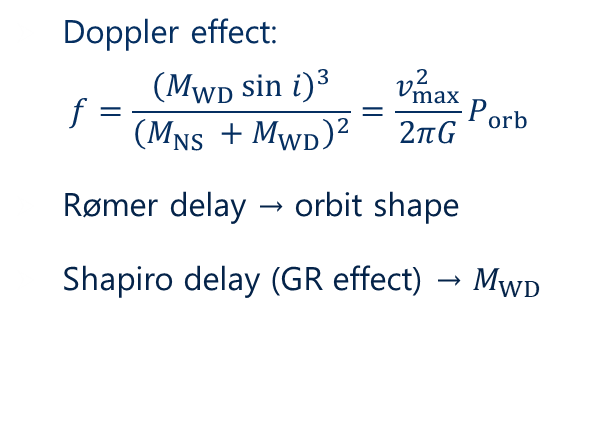 Doppler effect:
f = (M_WD sin i)^3 / (M_NS + M_WD)^2 = v_max^2 / 2πG P_orb
Rømer delay → orbit shape
Shapiro delay (GR effect) → M_WD